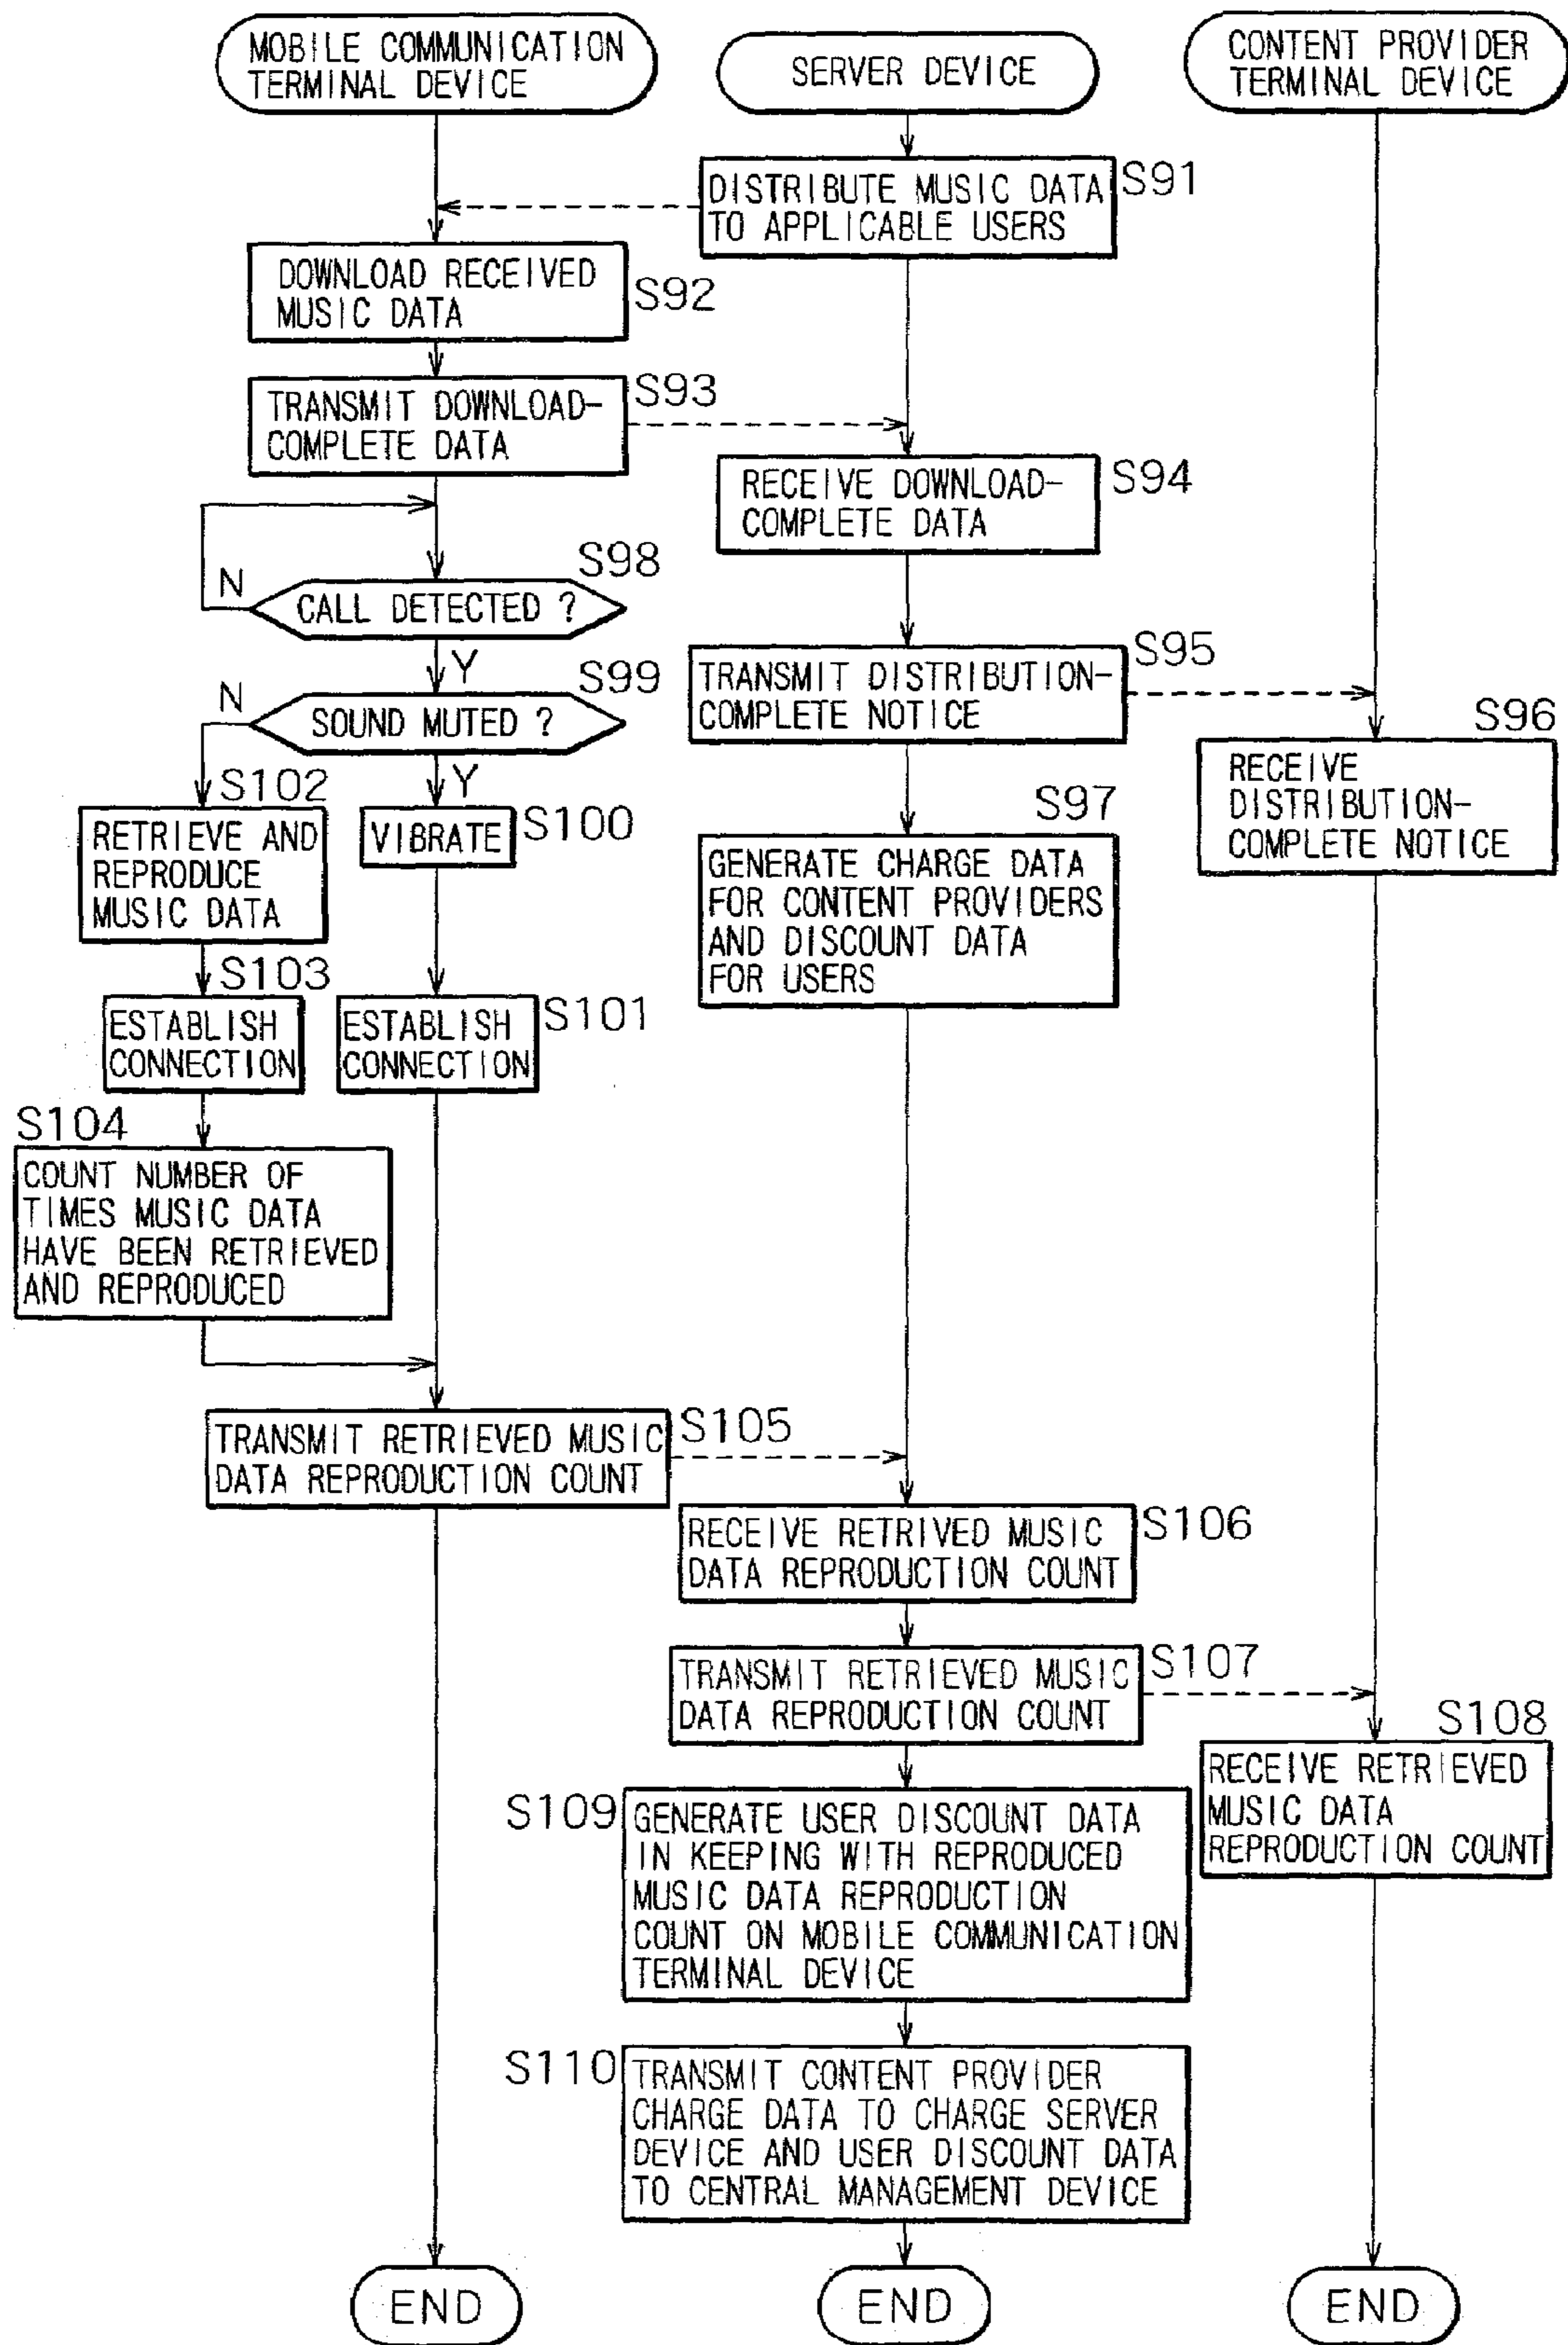 MOBILE COMMUNICATION
TERMINAL DEVICE
SERVER DEVICE
CONTENT PROVIDER
TERMINAL DEVICE
DISTRIBUTE MUSIC DATA
TO APPLICABLE USERS
S91
DOWNLOAD RECEIVED
MUSIC DATA
S92
TRANSMIT DOWNLOAD-
COMPLETE DATA
S93
RECEIVE DOWNLOAD-
COMPLETE DATA
S94
S98
N
CALL DETECTED ?
Y
S99
N
SOUND MUTED ?
Y
TRANSMIT DISTRIBUTION-
COMPLETE NOTICE
S95
S96
RECEIVE
DISTRIBUTION-
COMPLETE NOTICE
S102
RETRIEVE AND
REPRODUCE
MUSIC DATA
VIBRATE
S100
S97
GENERATE CHARGE DATA
FOR CONTENT PROVIDERS
AND DISCOUNT DATA
FOR USERS
S103
ESTABLISH
CONNECTION
ESTABLISH
CONNECTION
S101
S104
COUNT NUMBER OF
TIMES MUSIC DATA
HAVE BEEN RETRIEVED
AND REPRODUCED
TRANSMIT RETRIEVED MUSIC
DATA REPRODUCTION COUNT
S105
RECEIVE RETRIVED MUSIC
DATA REPRODUCTION COUNT
S106
TRANSMIT RETRIEVED MUSIC
DATA REPRODUCTION COUNT
S107
S108
RECEIVE RETRIEVED
MUSIC DATA
REPRODUCTION COUNT
S109
GENERATE USER DISCOUNT DATA
IN KEEPING WITH REPRODUCED
MUSIC DATA REPRODUCTION
COUNT ON MOBILE COMMUNICATION
TERMINAL DEVICE
S110
TRANSMIT CONTENT PROVIDER
CHARGE DATA TO CHARGE SERVER
DEVICE AND USER DISCOUNT DATA
TO CENTRAL MANAGEMENT DEVICE
END
END
END